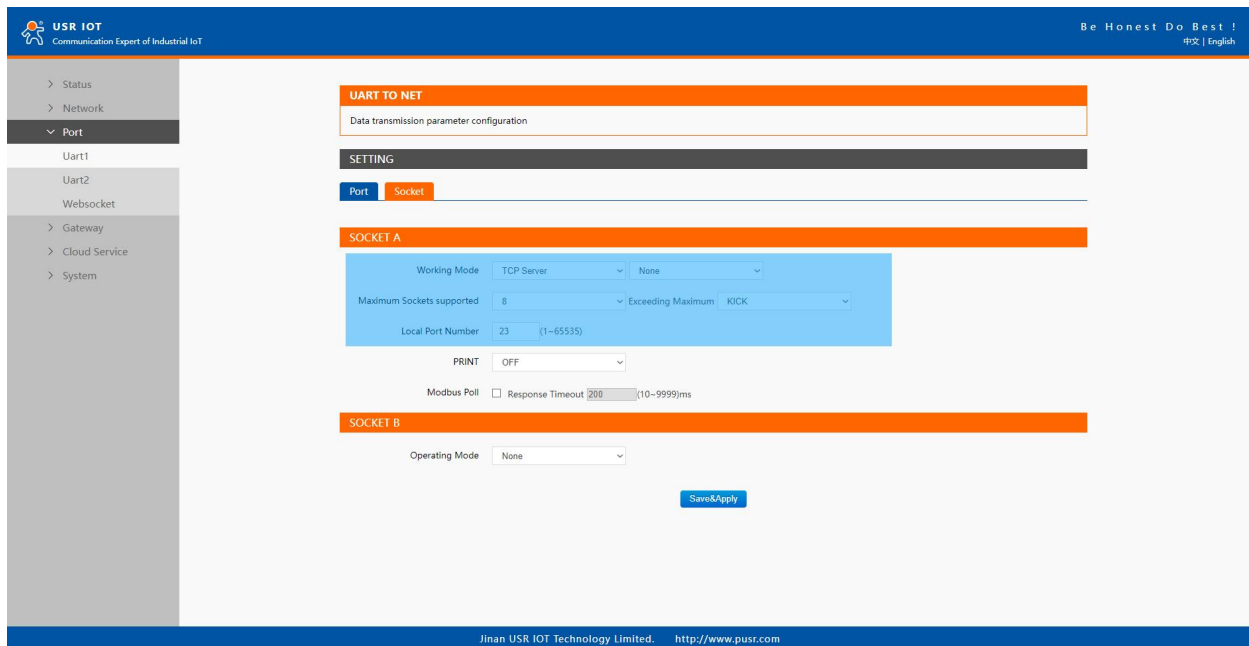 USR IOT
Communication Expert of Industrial IoT
Be Honest Do Best !
中文 | English
Status
Network
Port
Uart1
Uart2
Websocket
Gateway
Cloud Service
System
UART TO NET
Data transmission parameter configuration
SETTING
Port Socket
SOCKET A
Working Mode TCP Server None
Maximum Sockets supported 8 Exceeding Maximum KICK
Local Port Number 23 (1~65535)
PRINT OFF
Modbus Poll Response Timeout 200 (10~9999)ms
SOCKET B
Operating Mode None
Save&Apply
Jinan USR IOT Technology Limited. http://www.pusr.com